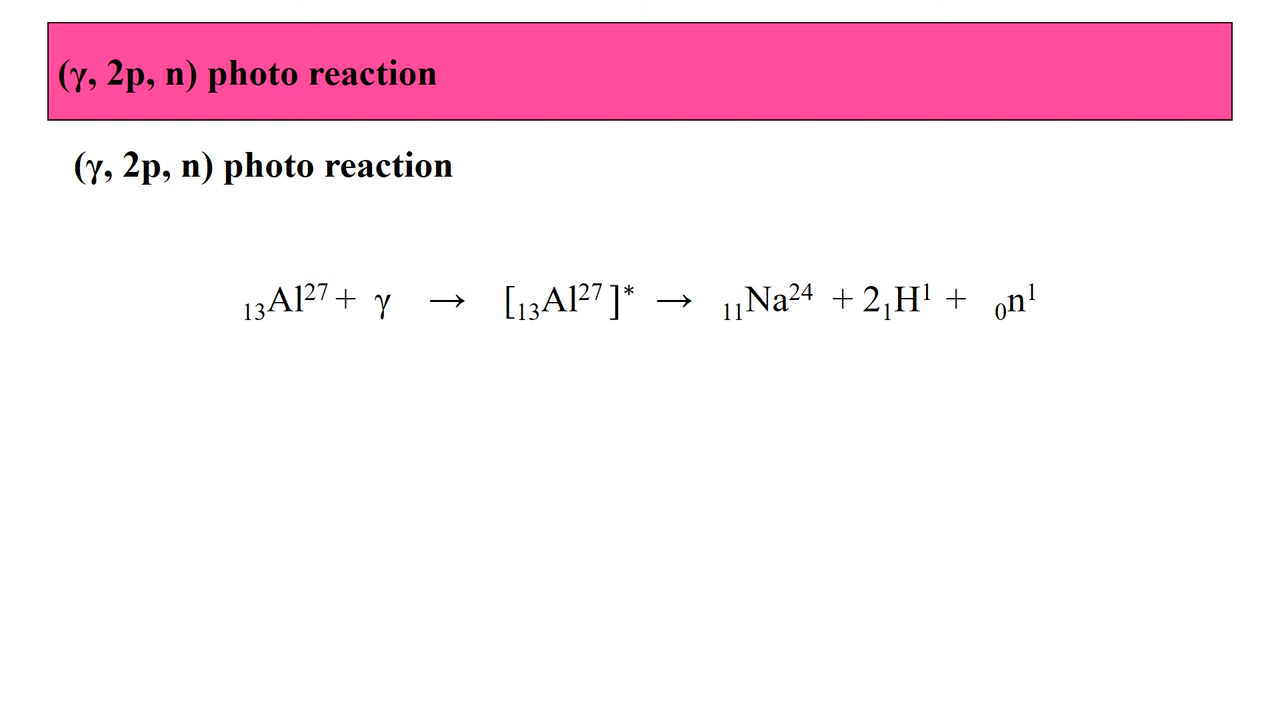 (γ, 2p, n) photo reaction
(γ, 2p, n) photo reaction
₁₃Al²⁷ + γ → [₁₃Al²⁷ ]* → ₁₁Na²⁴ + 2₁H¹ + ₀n¹